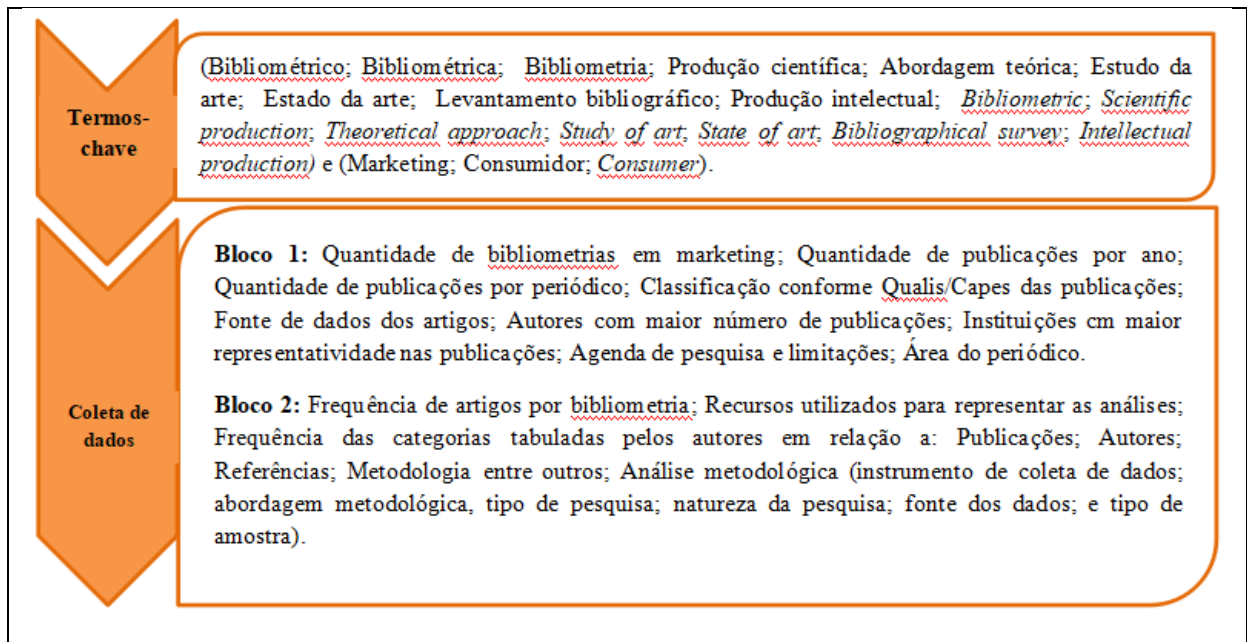 Termos-
chave
(Bibliométrico; Bibliométrica; Bibliometria; Produção científica; Abordagem teórica; Estudo da
arte; Estado da arte; Levantamento bibliográfico; Produção intelectual; Bibliometric; Scientific
production; Theoretical approach; Study of art; State of art; Bibliographical survey; Intellectual
production) e (Marketing; Consumidor; Consumer).
Coleta de
dados
Bloco 1: Quantidade de bibliometrias em marketing; Quantidade de publicações por ano;
Quantidade de publicações por periódico; Classificação conforme Qualis/Capes das publicações;
Fonte de dados dos artigos; Autores com maior número de publicações; Instituições cm maior
representatividade nas publicações; Agenda de pesquisa e limitações; Área do periódico.
Bloco 2: Frequência de artigos por bibliometria; Recursos utilizados para representar as análises;
Frequência das categorias tabuladas pelos autores em relação a: Publicações; Autores;
Referências; Metodologia entre outros; Análise metodológica (instrumento de coleta de dados;
abordagem metodológica, tipo de pesquisa; natureza da pesquisa; fonte dos dados; e tipo de
amostra).